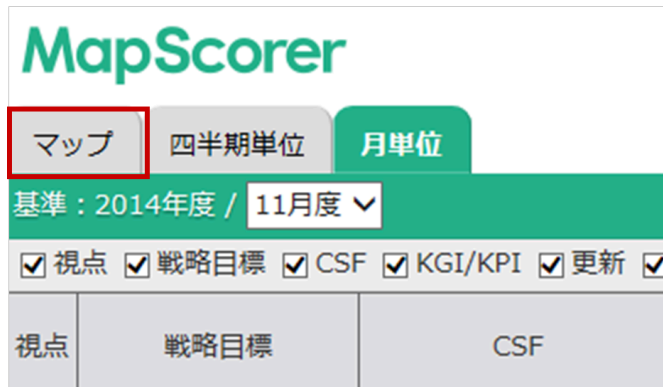 MapScorer
マップ 四半期単位 月単位
基準：2014年度 / 11月度
視点 戦略目標 CSF KGI/KPI 更新
視点 戦略目標 CSF